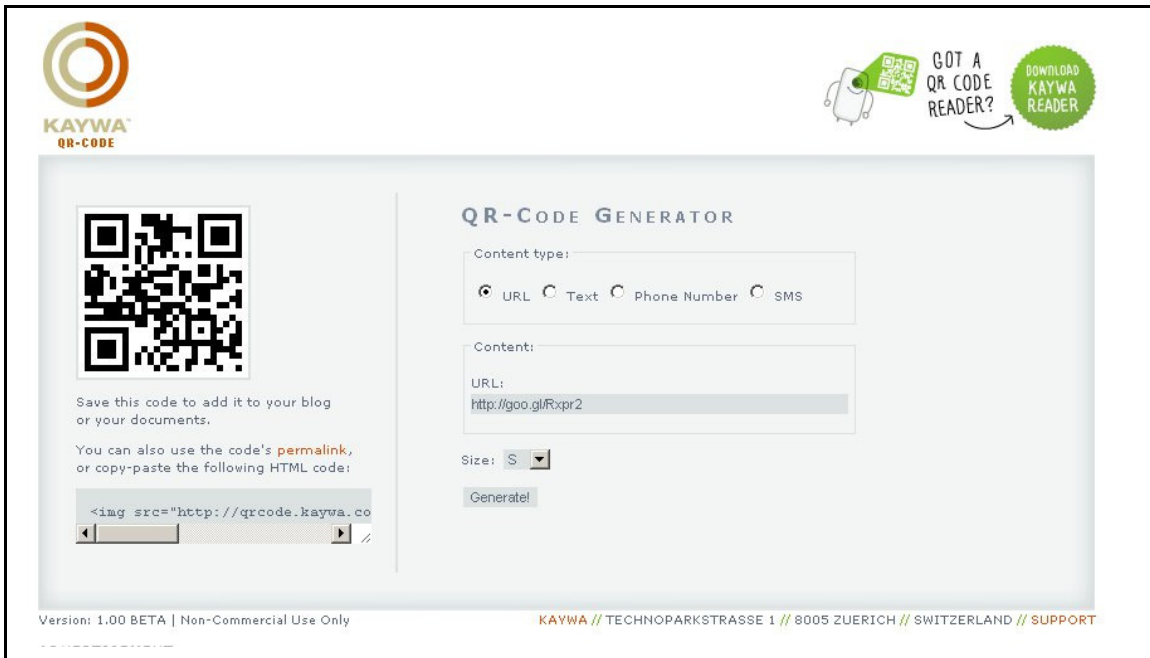 KAYWA
QR-CODE
GOT A
QR CODE
READER?
DOWNLOAD
KAYWA
READER
QR-CODE GENERATOR
Content type:
URL Text Phone Number SMS
Content:
URL:
http://goo.gl/Rxpr2
Size: S
Generate!
Save this code to add it to your blog
or your documents.
You can also use the code's permalink,
or copy-paste the following HTML code:
<img src="http://qrcode.kaywa.co
Version: 1.00 BETA | Non-Commercial Use Only
KAYWA // TECHNOPARKSTRASSE 1 // 8005 ZUERICH // SWITZERLAND // SUPPORT